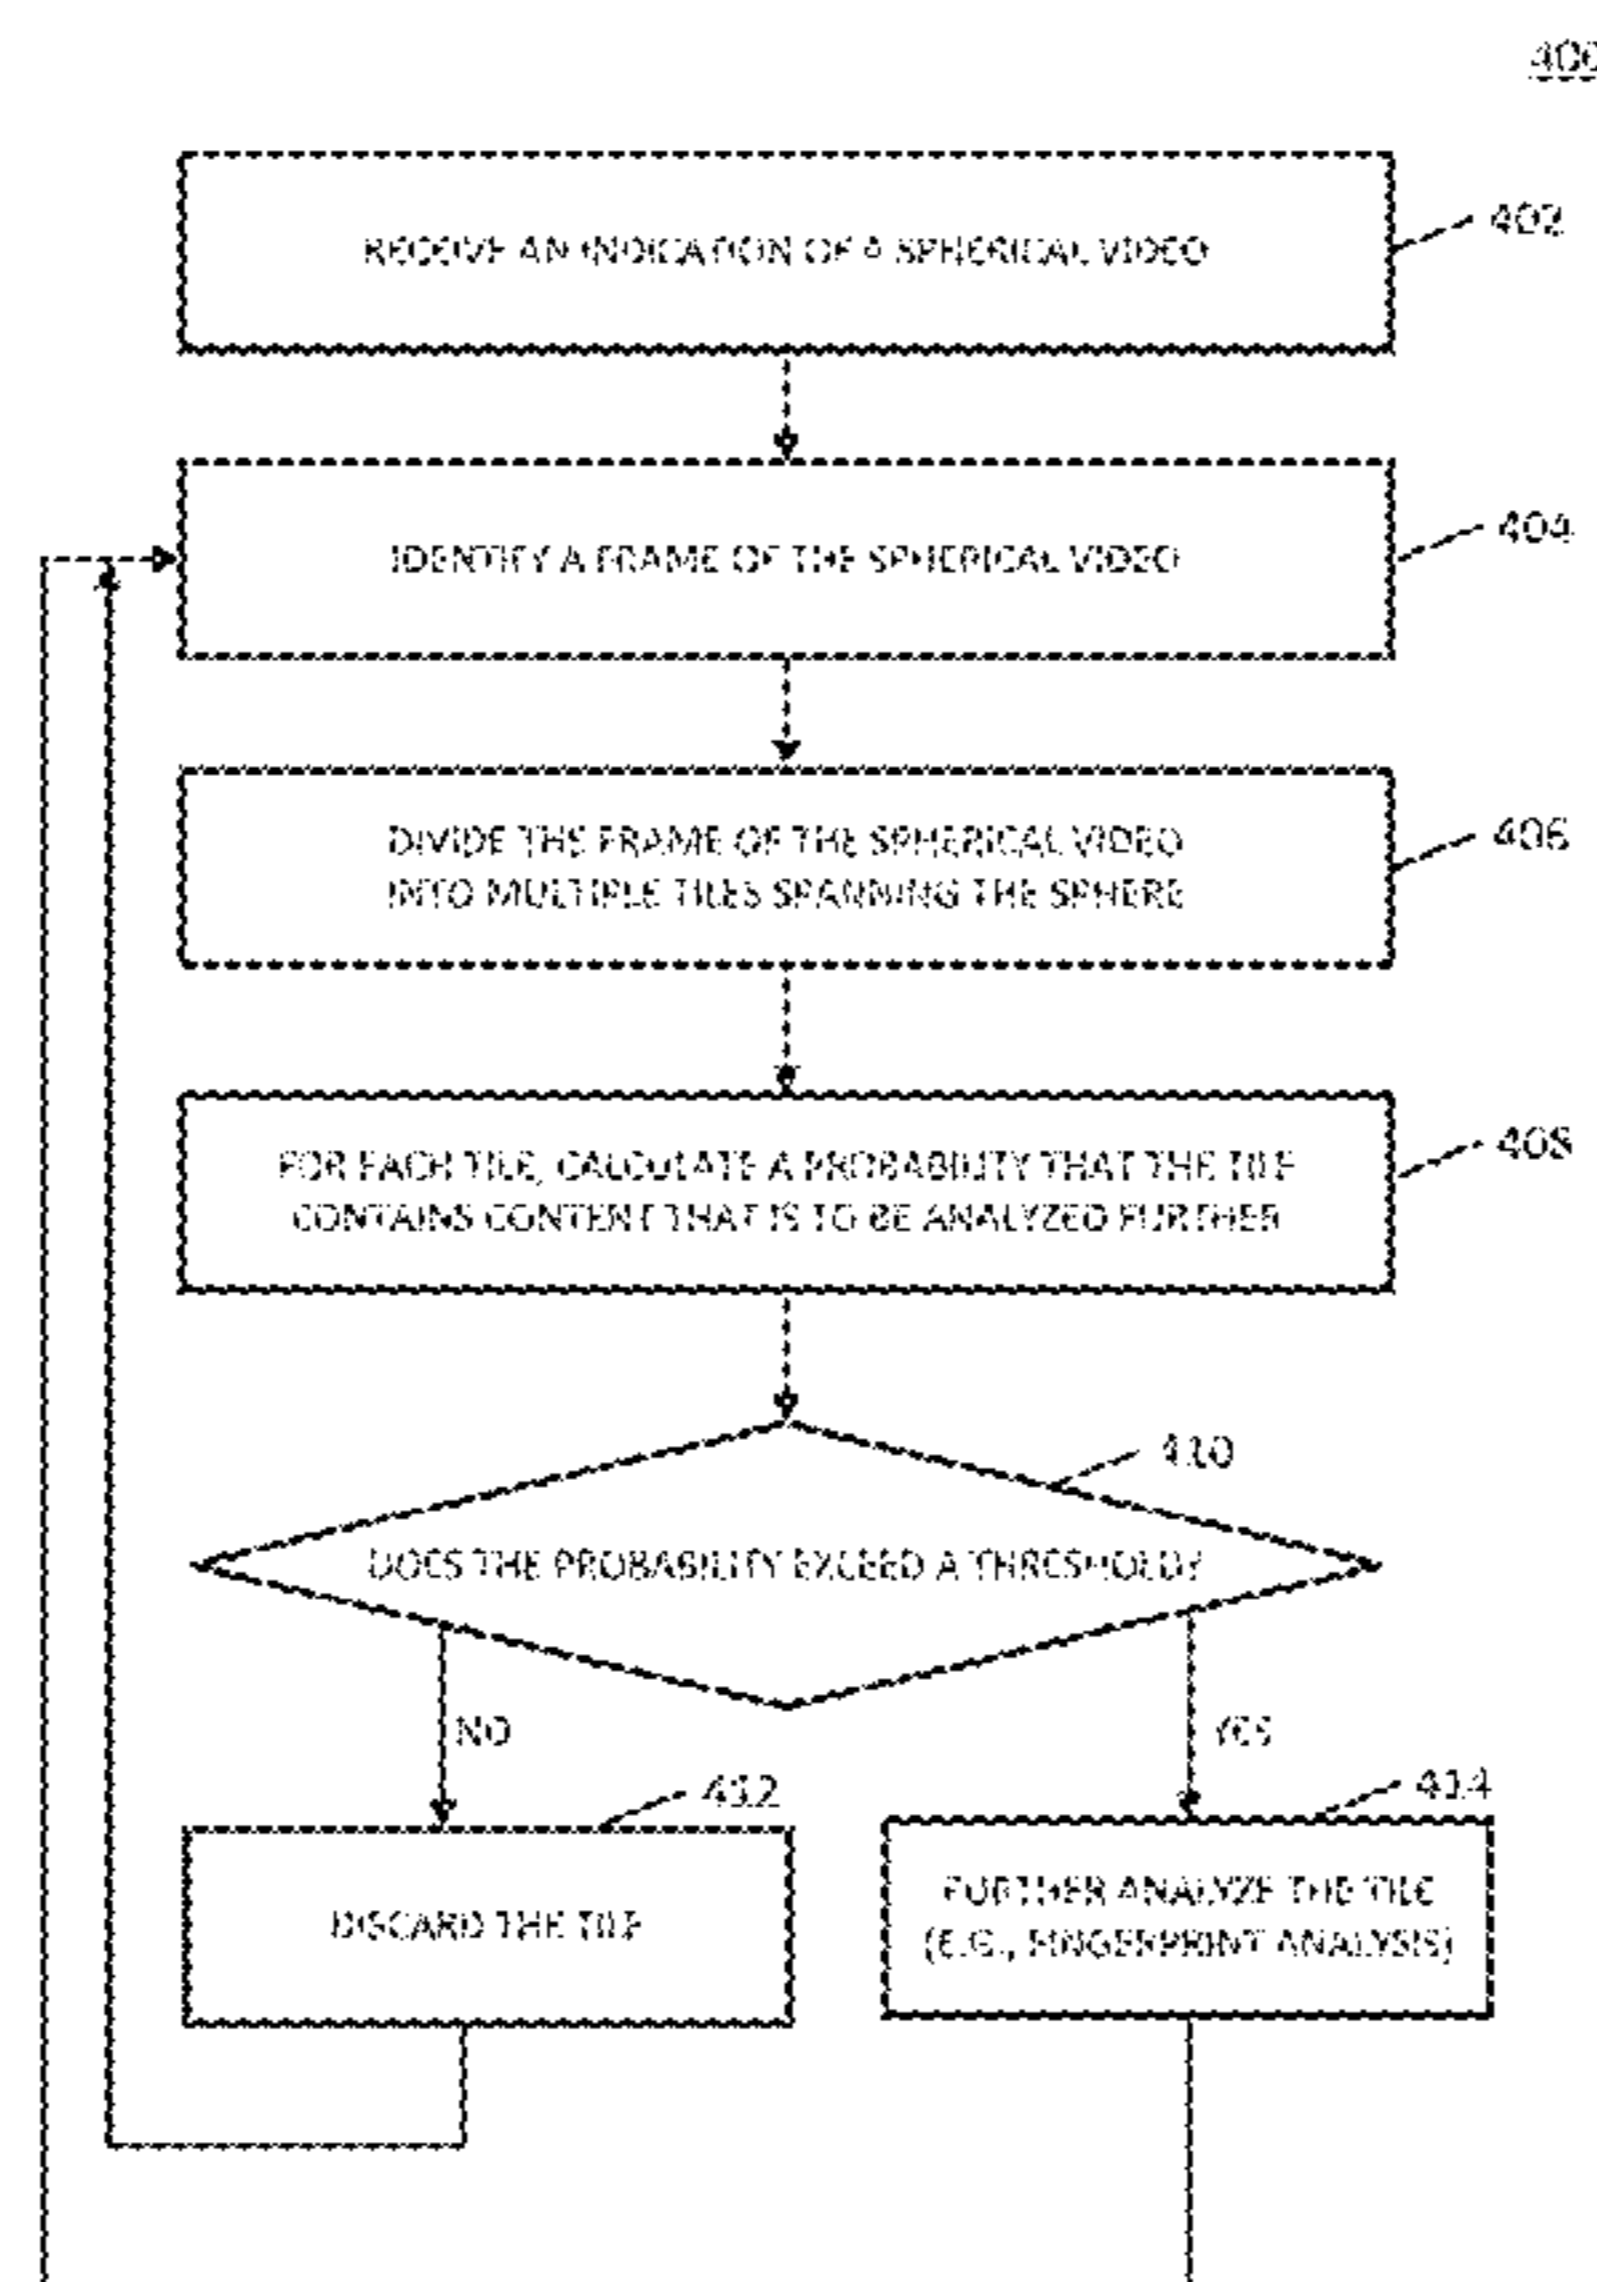 400
RECEIVE AN INDICATION OF A SPHERICAL VIDEO
402
IDENTIFY A FRAME OF THE SPHERICAL VIDEO
404
DIVIDE THE FRAME OF THE SPHERICAL VIDEO
INTO MULTIPLE TILES SPANNING THE SPHERE
406
FOR EACH TILE, CALCULATE A PROBABILITY THAT THE TILE
CONTAINS CONTENT THAT IS TO BE ANALYZED FURTHER
408
410
DOES THE PROBABILITY EXCEED A THRESHOLD?
NO
YES
412
414
DISCARD THE TILE
FURTHER ANALYZE THE TILE
(E.G., FINGERPRINT ANALYSIS)